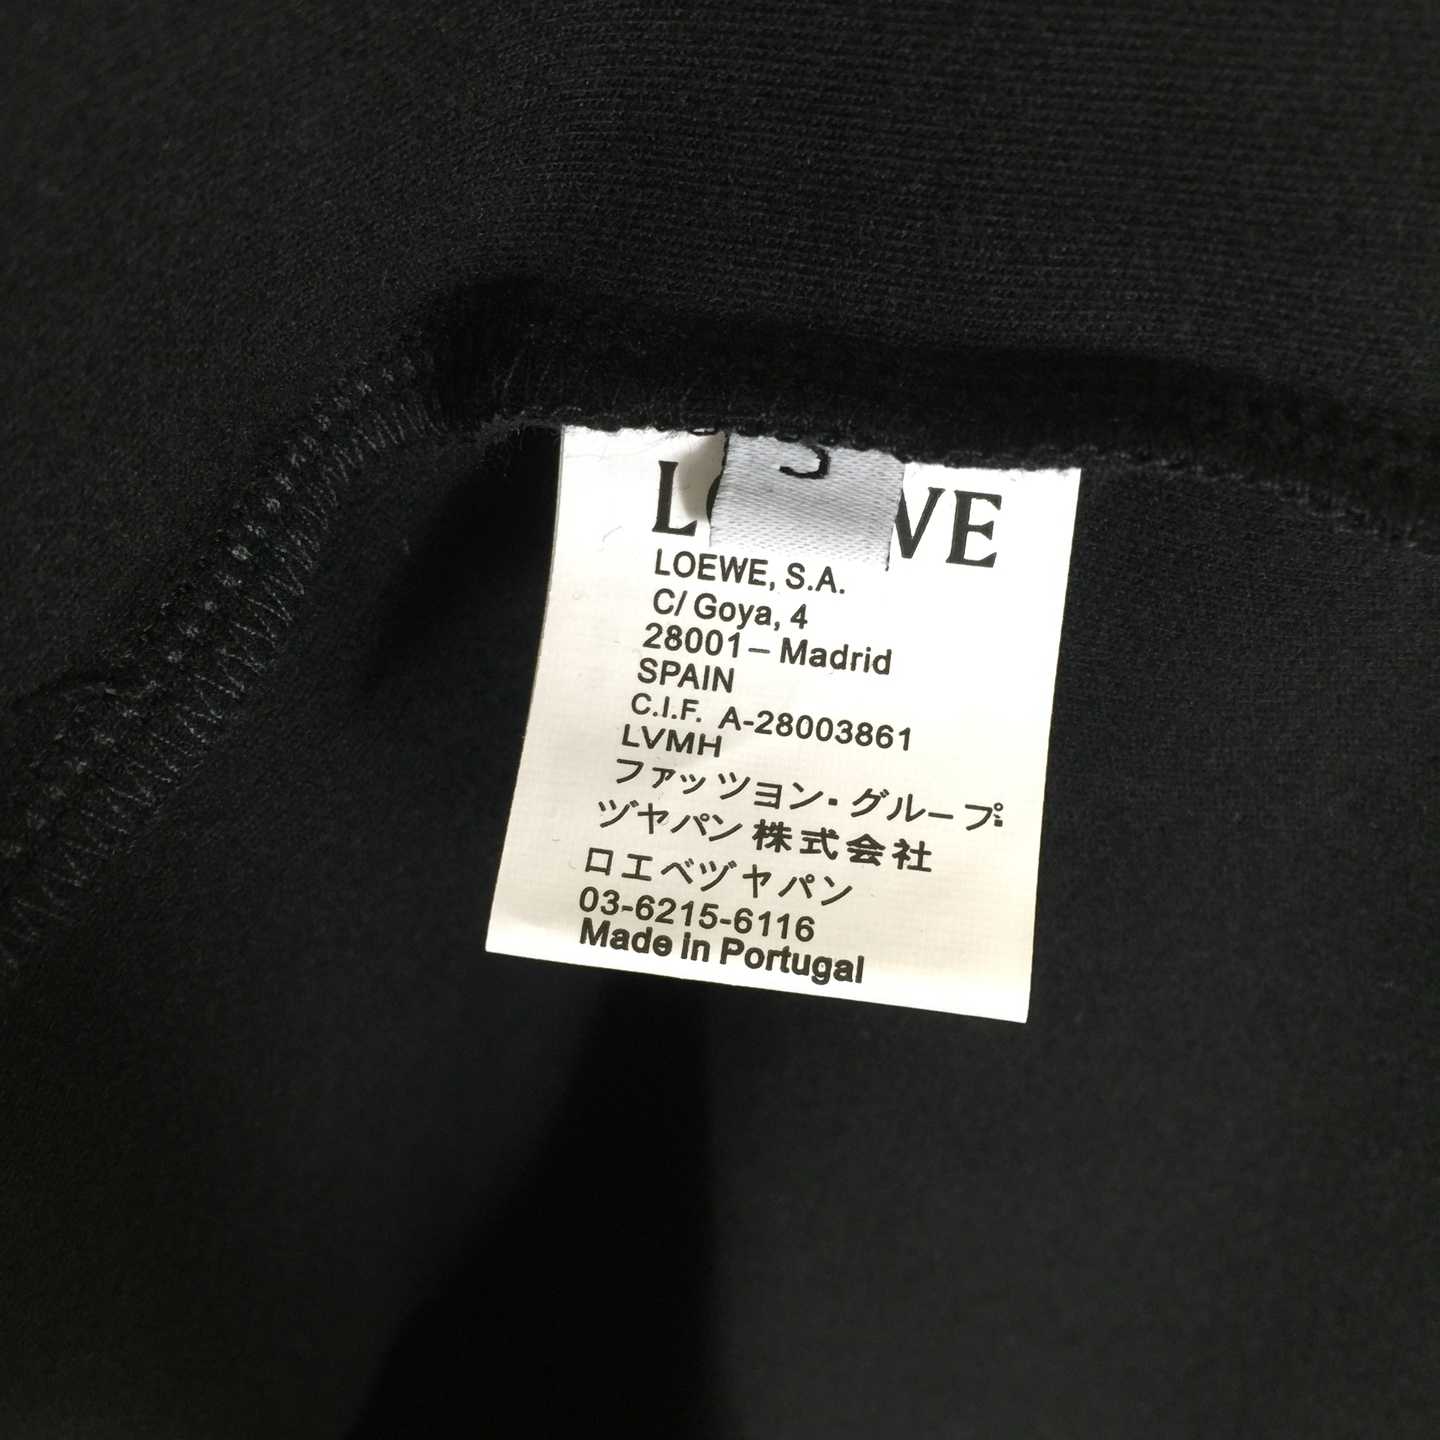 LOEWE
LOEWE, S.A.
C/ Goya, 4
28001 – Madrid
SPAIN
C.I.F. A-28003861
LVMH
ファッツヨン・グループ:
ヅヤパン株式会社
ロエベヅヤパン
03-6215-6116
Made in Portugal